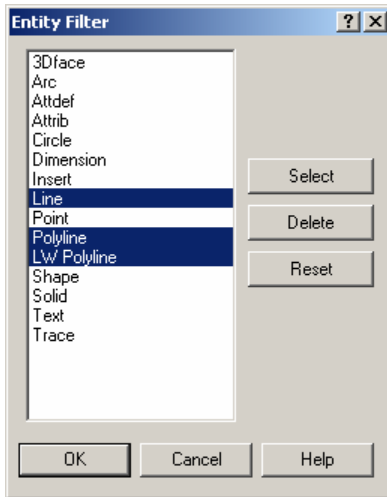 Entity Filter
3Dface
Arc
Attdef
Attrib
Circle
Dimension
Insert
Line
Point
Polyline
LW Polyline
Shape
Solid
Text
Trace
Select
Delete
Reset
OK Cancel Help